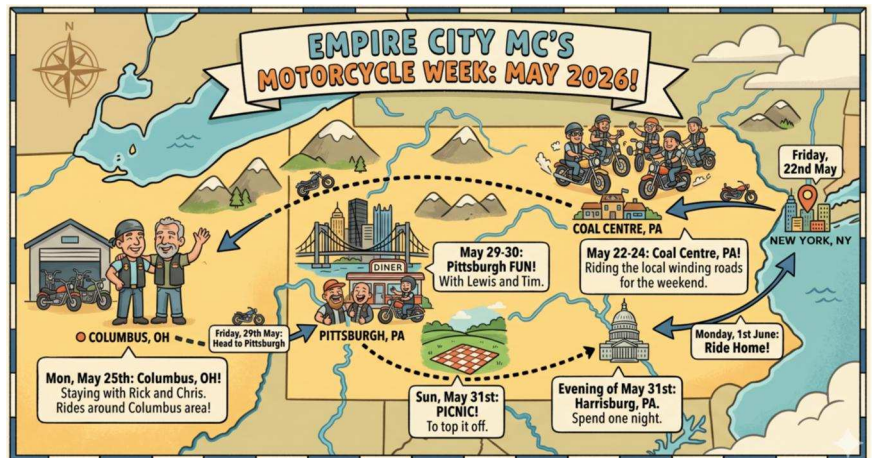 N
EMPIRE CITY MC'S
MOTORCYCLE WEEK: MAY 2026!
Friday,
22nd May
NEW YORK, NY
COAL CENTRE, PA
May 22-24: Coal Centre, PA!
Riding the local winding roads
for the weekend.
DINER
May 29-30:
Pittsburgh FUN!
With Lewis and Tim.
COLUMBUS, OH
Friday, 29th May:
Head to Pittsburgh
PITTSBURGH, PA
Monday, 1st June:
Ride Home!
Mon, May 25th: Columbus, OH!
Staying with Rick and Chris.
Rides around Columbus area!
Sun, May 31st:
PICNIC!
To top it off.
Evening of May 31st:
Harrisburg, PA.
Spend one night.